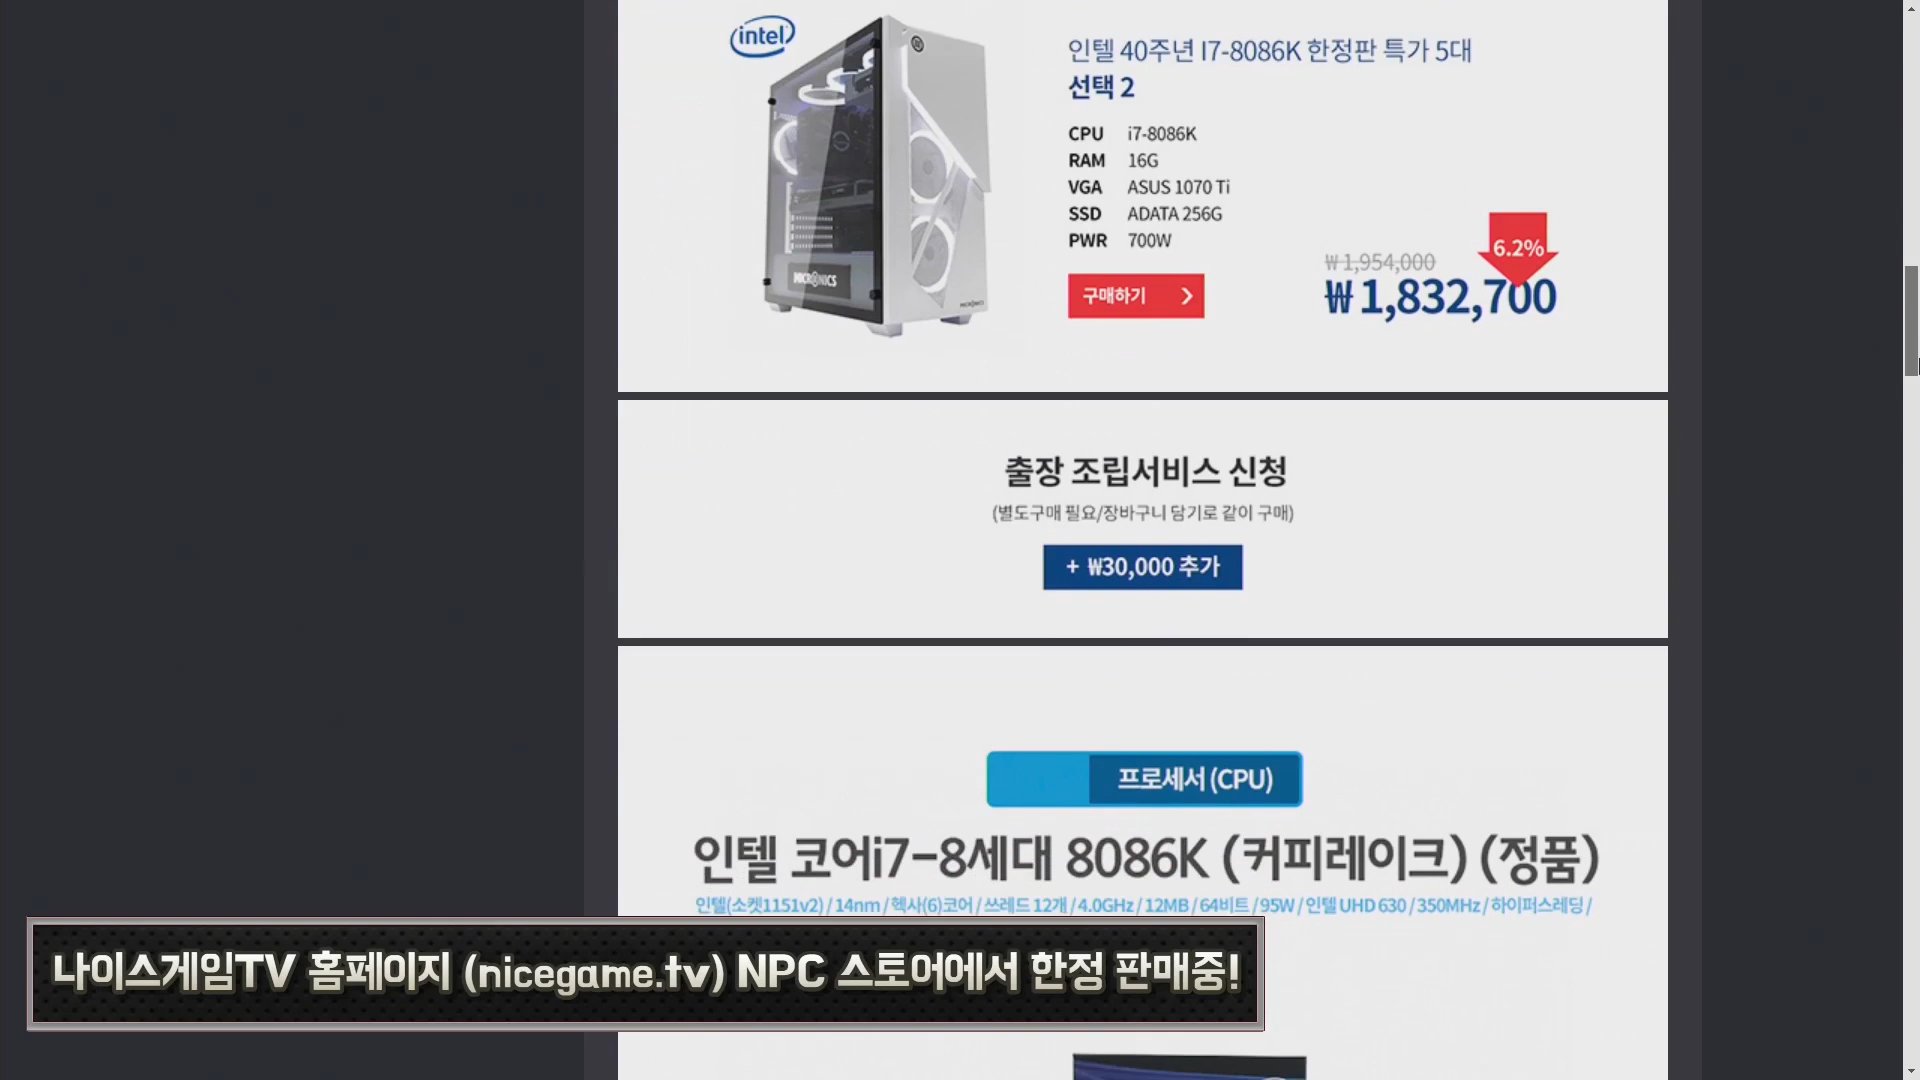 intel
인텔 40주년 I7-8086K 한정판 특가 5대
선택 2
CPU i7-8086K
RAM 16G
VGA ASUS 1070 Ti
SSD ADATA 256G
PWR 700W
6.2%
₩1,954,000
₩1,832,700
구매하기
MICRONICS
MICRONICS
출장 조립서비스 신청
(별도구매 필요/장바구니 담기로 같이 구매)
+ ₩30,000 추가
프로세서 (CPU)
인텔 코어i7-8세대 8086K (커피레이크) (정품)
인텔(소켓1151v2) / 14nm / 헥사(6)코어 / 쓰레드 12개 / 4.0GHz / 12MB / 64비트 / 95W / 인텔 UHD 630 / 350MHz / 하이퍼스레딩 /
나이스게임TV 홈페이지 (nicegame.tv) NPC 스토어에서 한정 판매중!